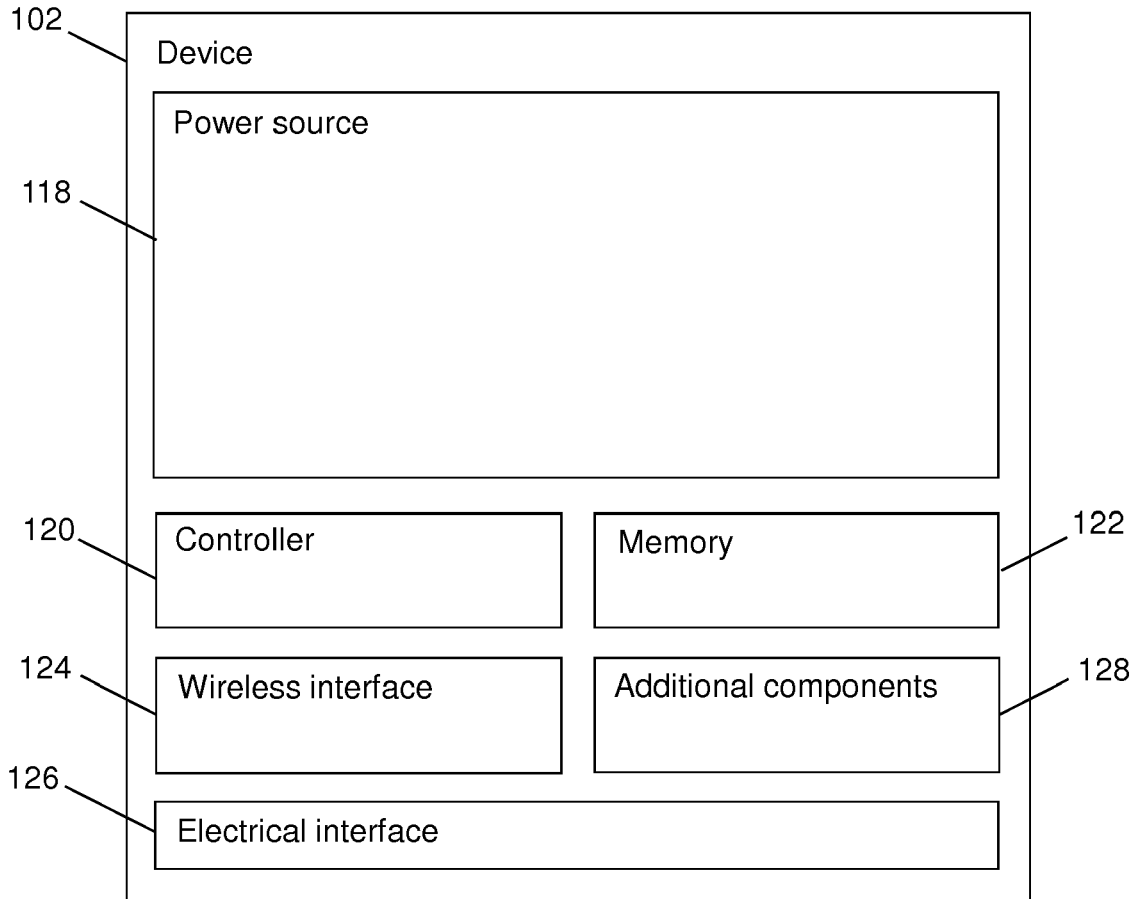 102
Device
Power source
118
120
Controller
Memory
122
124
Wireless interface
Additional components
128
126
Electrical interface